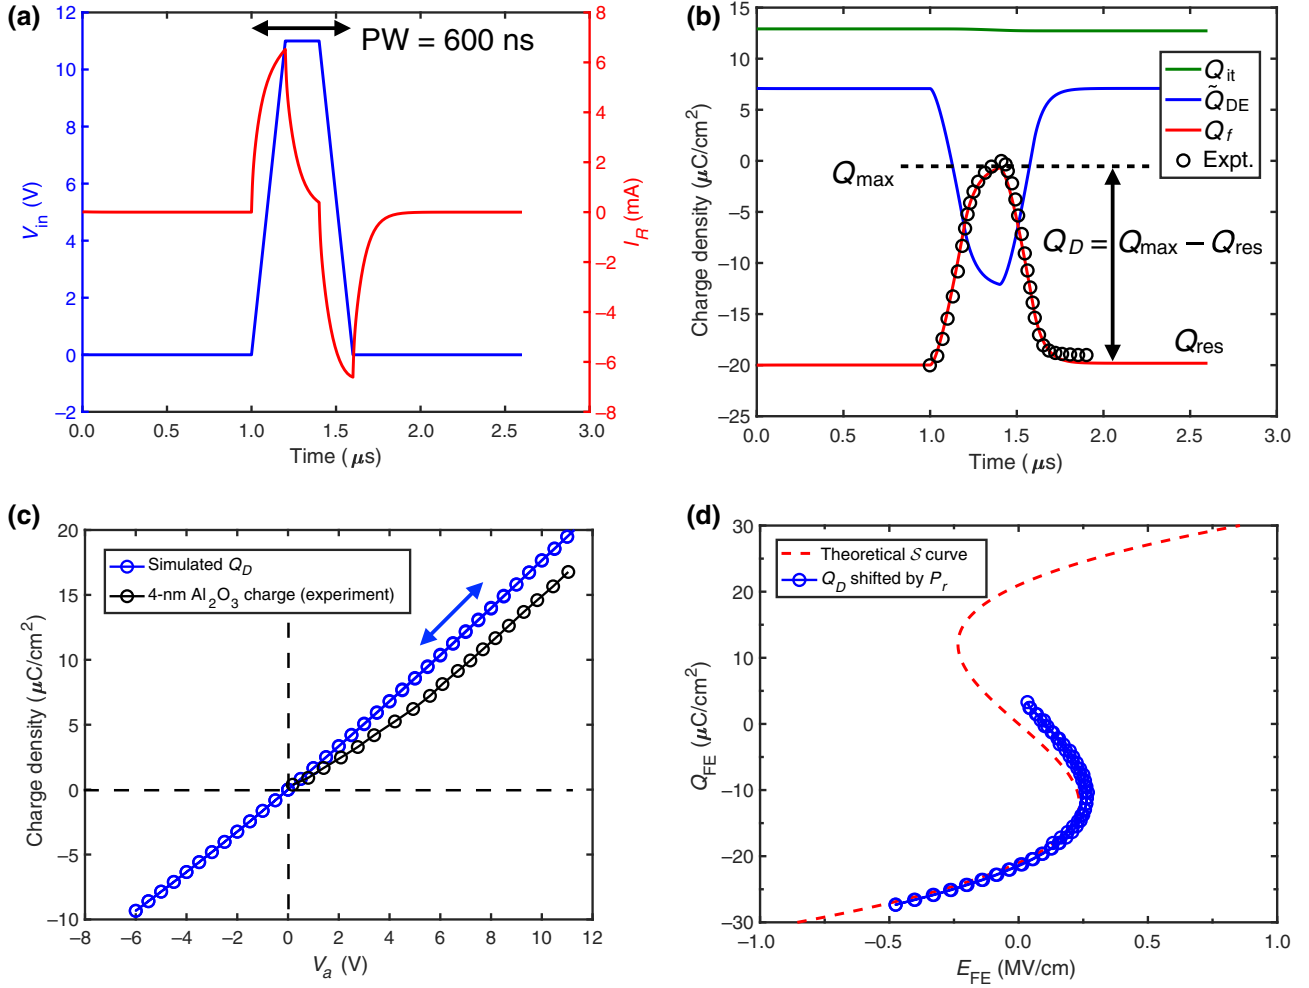 (a)
PW = 600 ns
V_in (V)
I_R (mA)
12
10
8
6
4
2
0
−2
8
6
4
2
0
−2
−4
−6
−8
0.0 0.5 1.0 1.5 2.0 2.5 3.0
Time (μs)
(b)
Q_it
Q̃_DE
Q_f
Expt.
Q_max
Q_D = Q_max − Q_res
Q_res
Charge density (μC/cm²)
15
10
5
0
−5
−10
−15
−20
−25
0.0 0.5 1.0 1.5 2.0 2.5 3.0
Time (μs)
(c)
Simulated Q_D
4-nm Al₂O₃ charge (experiment)
Charge density (μC/cm²)
20
15
10
5
0
−5
−10
−8 −6 −4 −2 0 2 4 6 8 10 12
V_a (V)
(d)
Theoretical S curve
Q_D shifted by P_r
Q_FE (μC/cm²)
30
20
10
0
−10
−20
−30
−1.0 −0.5 0.0 0.5 1.0
E_FE (MV/cm)